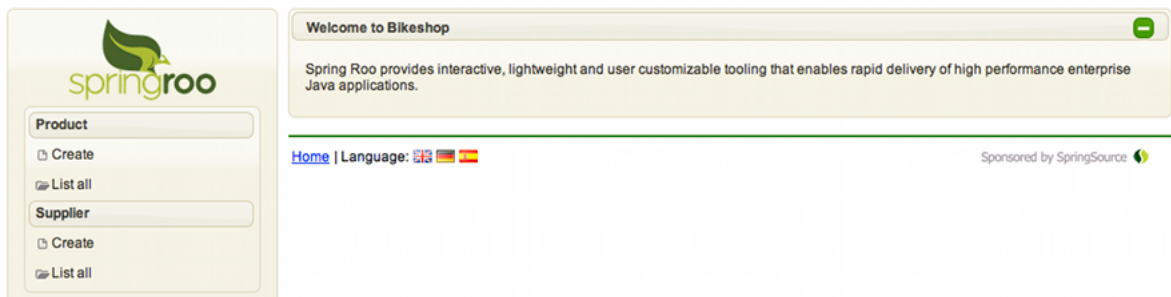 springroo
Product
Create
List all
Supplier
Create
List all
Welcome to Bikeshop
Spring Roo provides interactive, lightweight and user customizable tooling that enables rapid delivery of high performance enterprise
Java applications.
Home | Language:
Sponsored by SpringSource